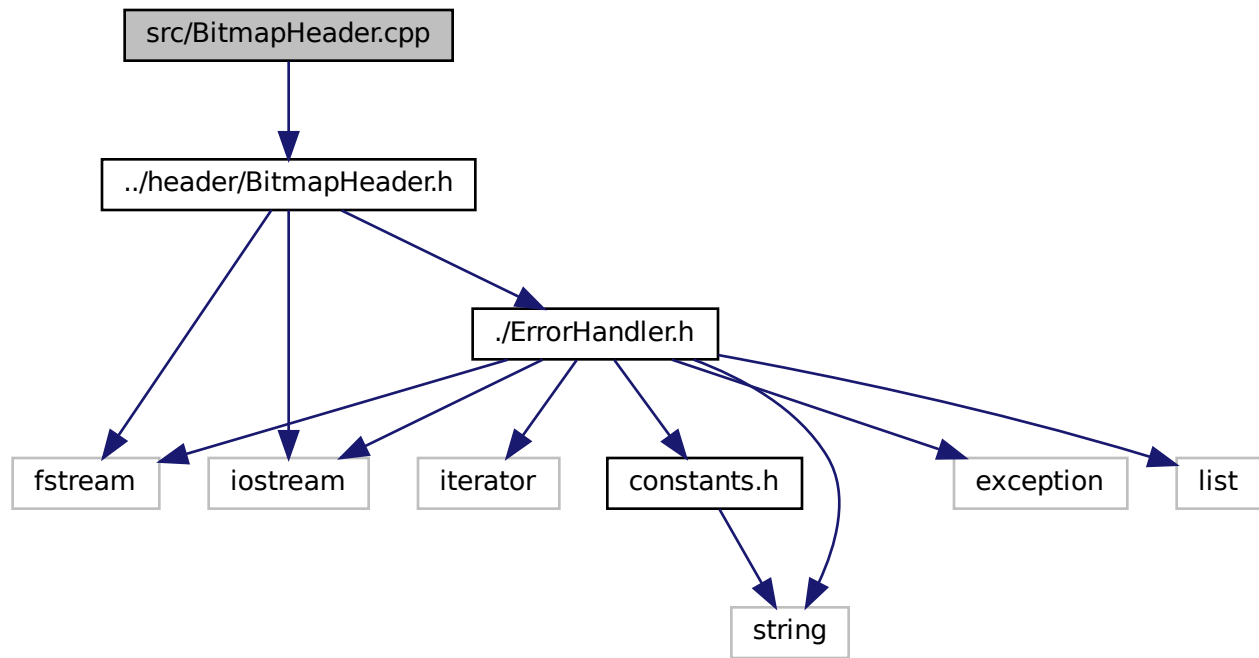 src/BitmapHeader.cpp
../header/BitmapHeader.h
./ErrorHandler.h
fstream
iostream
iterator
constants.h
exception
list
string